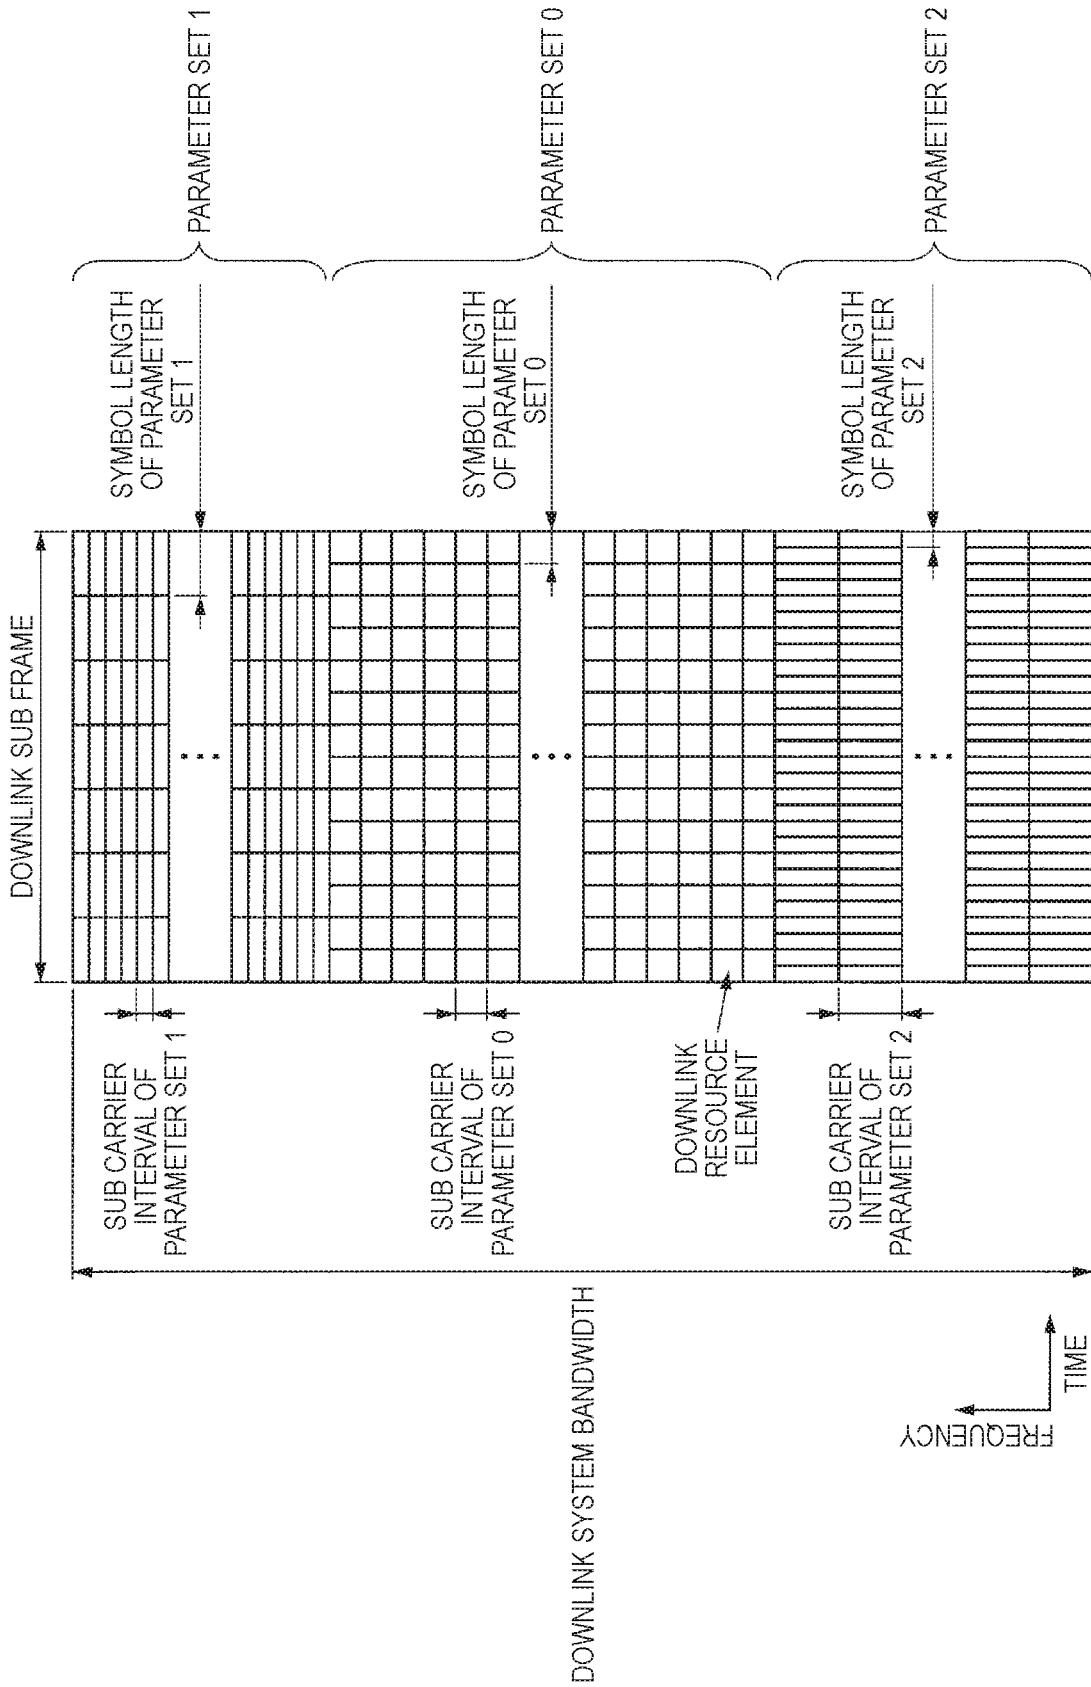 DOWNLINK SUB FRAME
SYMBOL LENGTH
OF PARAMETER
SET 1
PARAMETER SET 1
SUB CARRIER
INTERVAL OF
PARAMETER SET 1
SYMBOL LENGTH
OF PARAMETER
SET 0
PARAMETER SET 0
SUB CARRIER
INTERVAL OF
PARAMETER SET 0
DOWNLINK
RESOURCE
ELEMENT
SYMBOL LENGTH
OF PARAMETER
SET 2
PARAMETER SET 2
SUB CARRIER
INTERVAL OF
PARAMETER SET 2
DOWNLINK SYSTEM BANDWIDTH
FREQUENCY
TIME